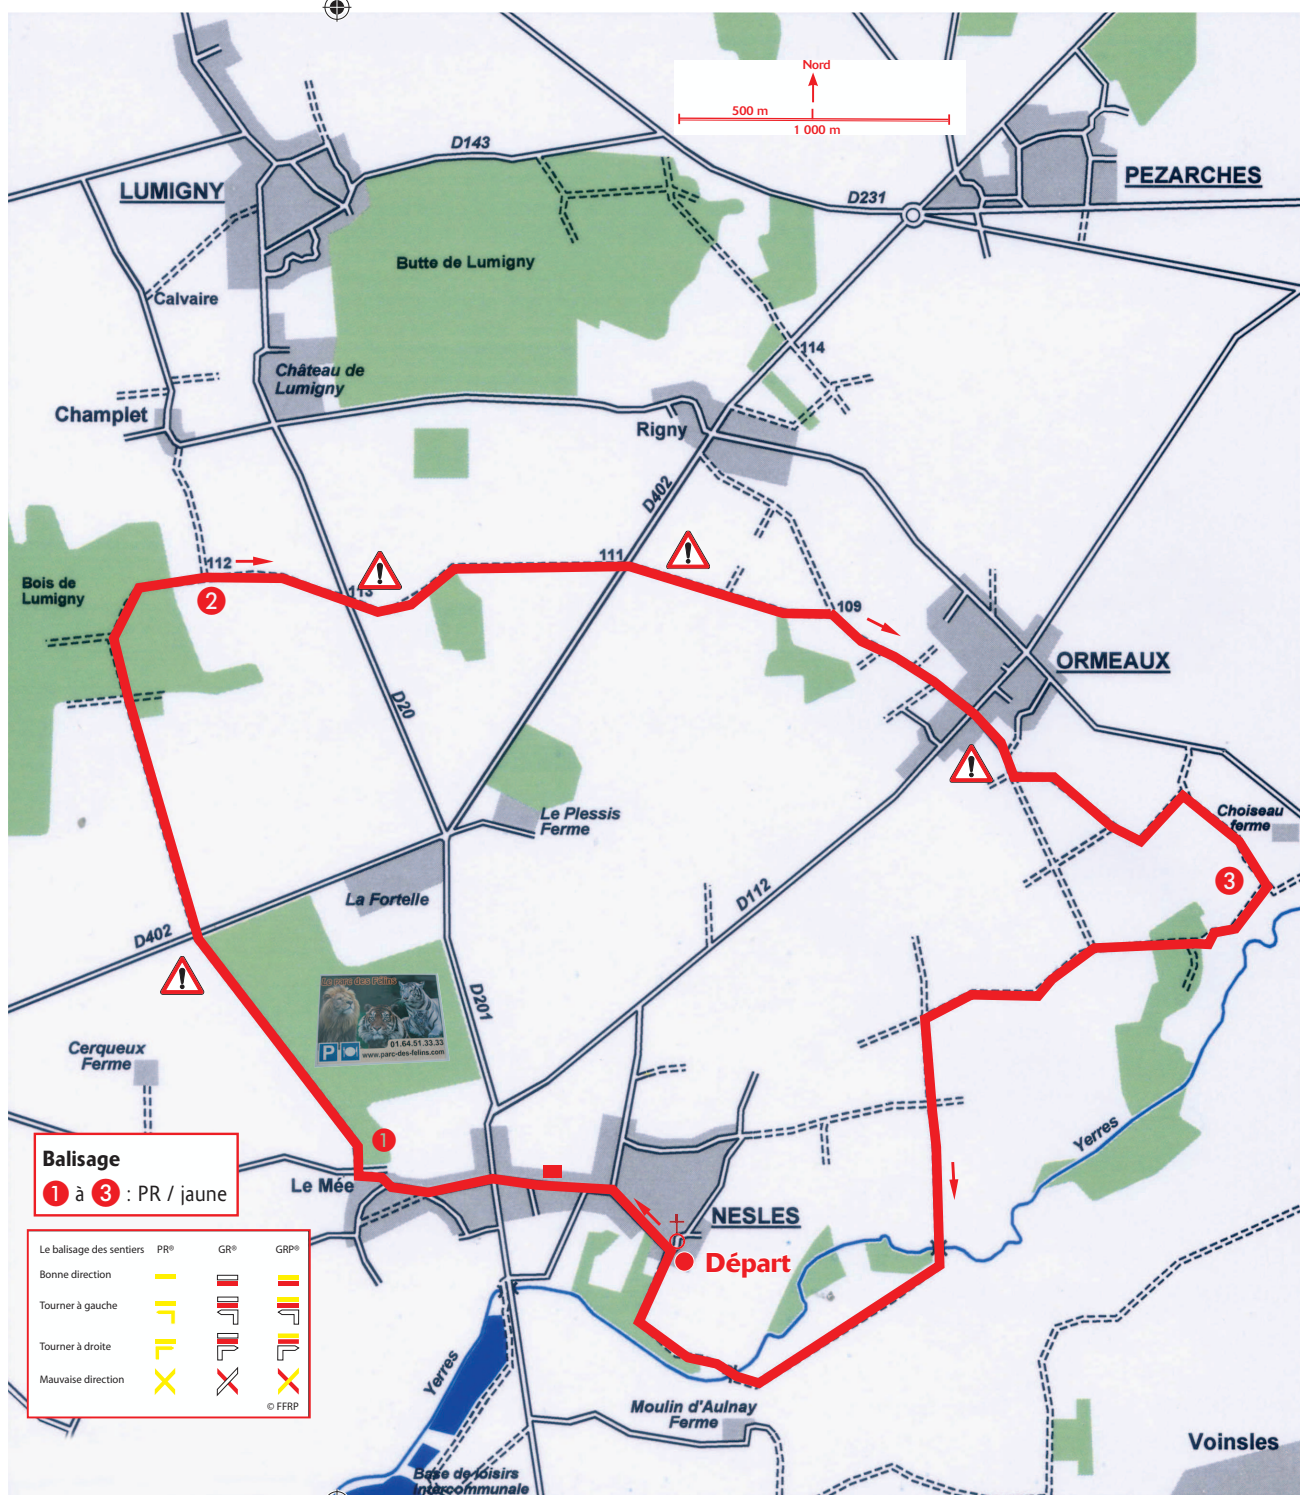 Nord
500 m
1 000 m
D143
LUMIGNY
PEZARCHES
D231
Butte de Lumigny
Calvaire
114
Château de
Lumigny
Champlet
Rigny
D402
112
111
113
Bois de
Lumigny
2
109
ORMEAUX
D20
Le Plessis
Ferme
Choiseau
ferme
3
La Fortelle
D112
D402
Le parc des Félins
01.64.51.33.33
P
www.parc-des-felins.com
D201
Cerqueux
Ferme
1
Yerres
Balisage
1 à 3 : PR / jaune
Le Mée
NESLES
Départ
Le balisage des sentiers PR® GR® GRP®
Bonne direction
Tourner à gauche
Tourner à droite
Mauvaise direction
© FFRP
Yerres
Moulin d'Aulnay
Ferme
Voinsles
Base de loisirs
Intercommunale